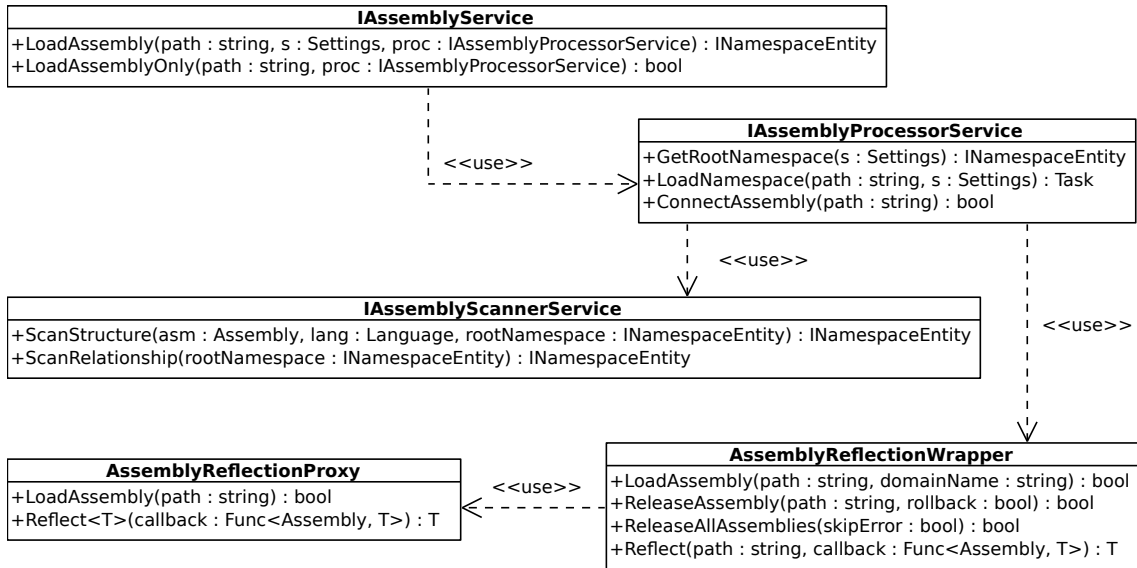 IAssemblyService
+LoadAssembly(path : string, s : Settings, proc : IAssemblyProcessorService) : INamespaceEntity
+LoadAssemblyOnly(path : string, proc : IAssemblyProcessorService) : bool
<<use>>
IAssemblyProcessorService
+GetRootNamespace(s : Settings) : INamespaceEntity
+LoadNamespace(path : string, s : Settings) : Task
+ConnectAssembly(path : string) : bool
<<use>>
IAssemblyScannerService
+ScanStructure(asm : Assembly, lang : Language, rootNamespace : INamespaceEntity) : INamespaceEntity
+ScanRelationship(rootNamespace : INamespaceEntity) : INamespaceEntity
<<use>>
AssemblyReflectionProxy
+LoadAssembly(path : string) : bool
+Reflect<T>(callback : Func<Assembly, T>) : T
<<use>>
AssemblyReflectionWrapper
+LoadAssembly(path : string, domainName : string) : bool
+ReleaseAssembly(path : string, rollback : bool) : bool
+ReleaseAllAssemblies(skipError : bool) : bool
+Reflect(path : string, callback : Func<Assembly, T>) : T